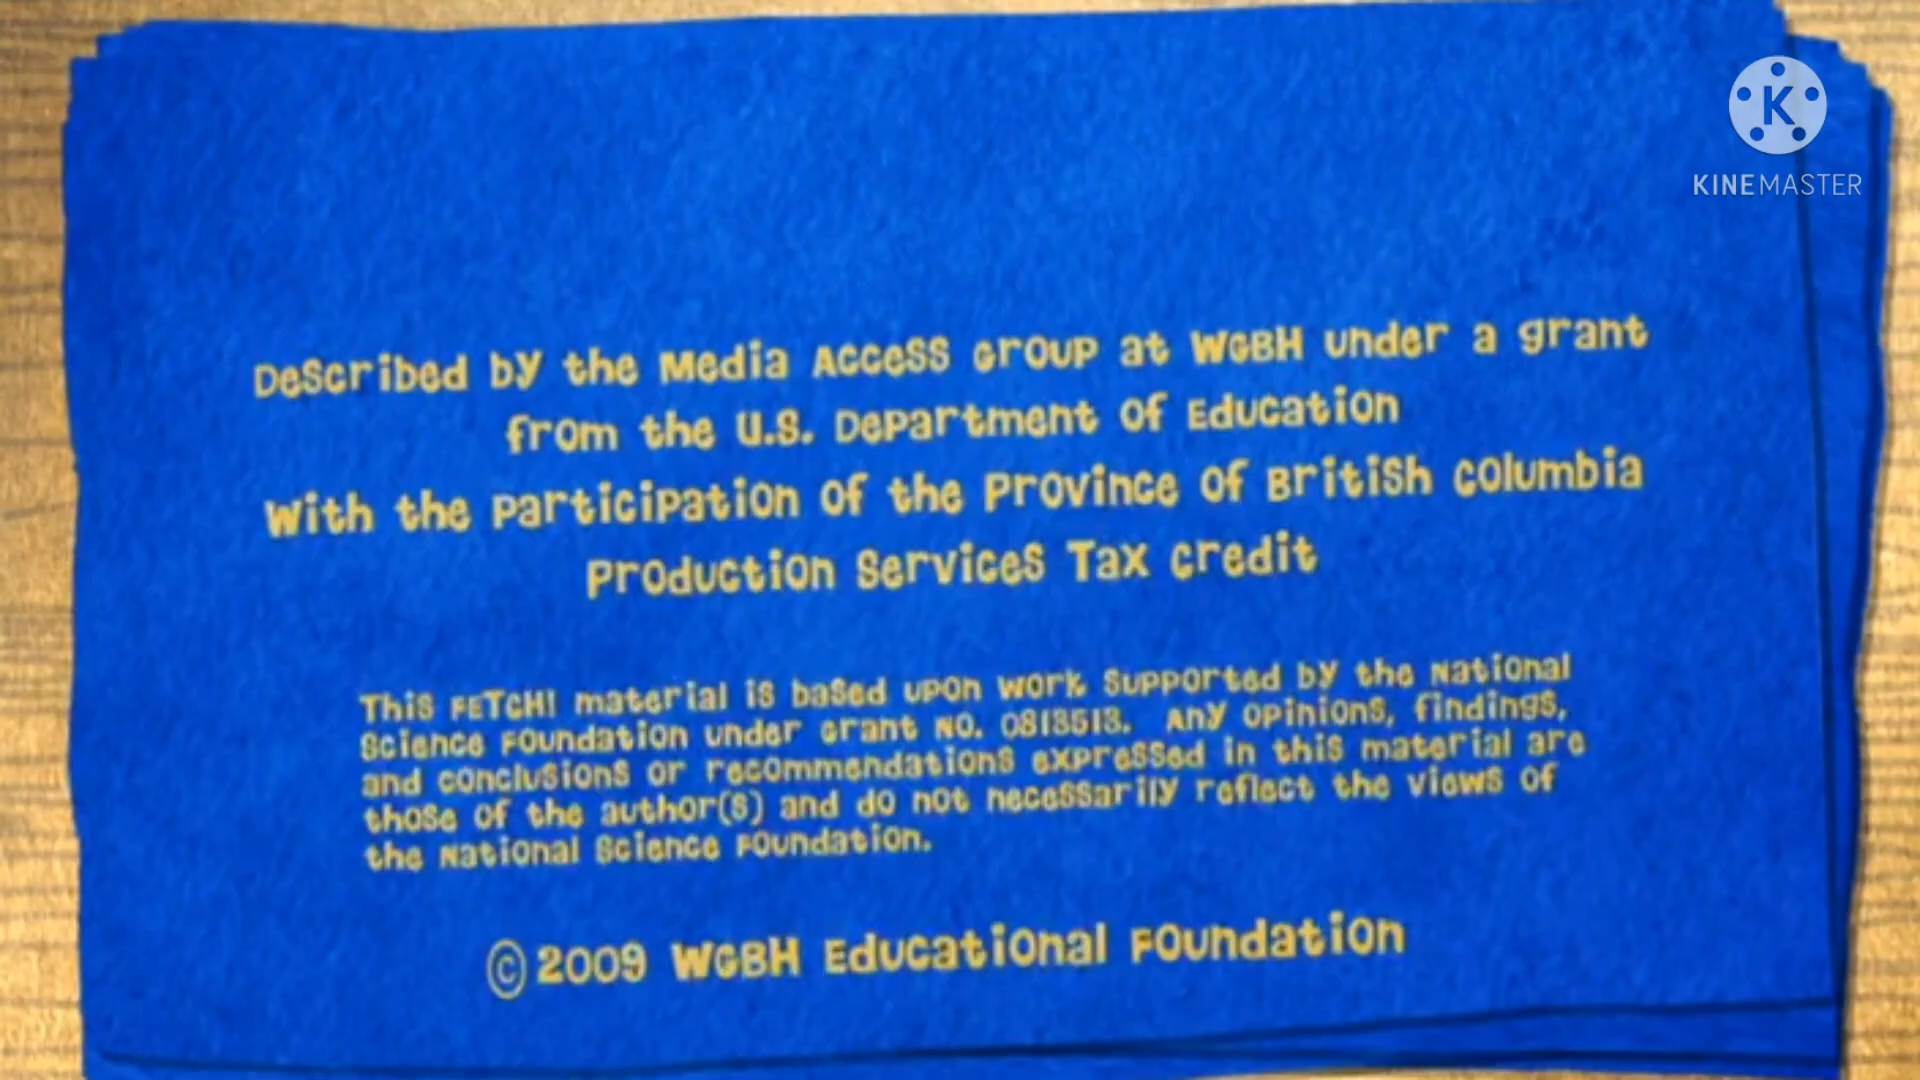 KINEMASTER
Described by the Media Access Group at WGBH under a grant
from the U.S. Department of Education
With the participation of the Province of British Columbia
Production Services Tax Credit
This FETCH! material is based upon work supported by the National
Science Foundation under Grant No. 0813513. Any opinions, findings,
and conclusions or recommendations expressed in this material are
those of the author(s) and do not necessarily reflect the views of
the National Science Foundation.
© 2009 WGBH Educational Foundation